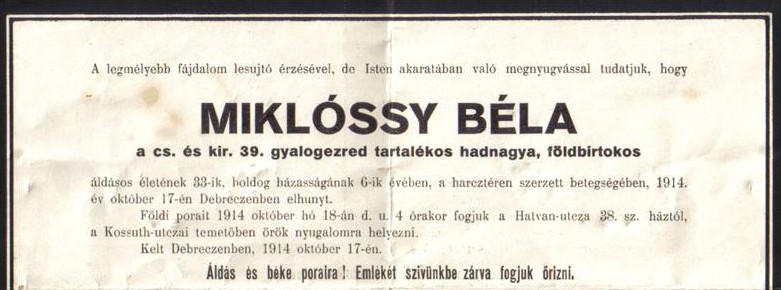 A legmélyebb fájdalom lesujtó érzésével, de Isten akaratában való megnyugvással tudatjuk, hogy
MIKLÓSSY BÉLA
a cs. és kir. 39. gyalogezred tartalékos hadnagya, földbirtokos
áldásos életének 33-ik, boldog házasságának 6-ik évében, a harcztéren szerzett betegségében, 1914.
év október 17-én Debreczenben elhunyt.
Földi porait 1914 október hó 18-án d. u. 4 órakor fogjuk a Hatvan-utcza 38. sz. háztól,
a Kossuth-utczai temetőben örök nyugalomra helyezni.
Kelt Debreczenben, 1914 október 17-én.
Áldás és béke poraira! Emlékét szivünkbe zárva fogjuk őrizni.